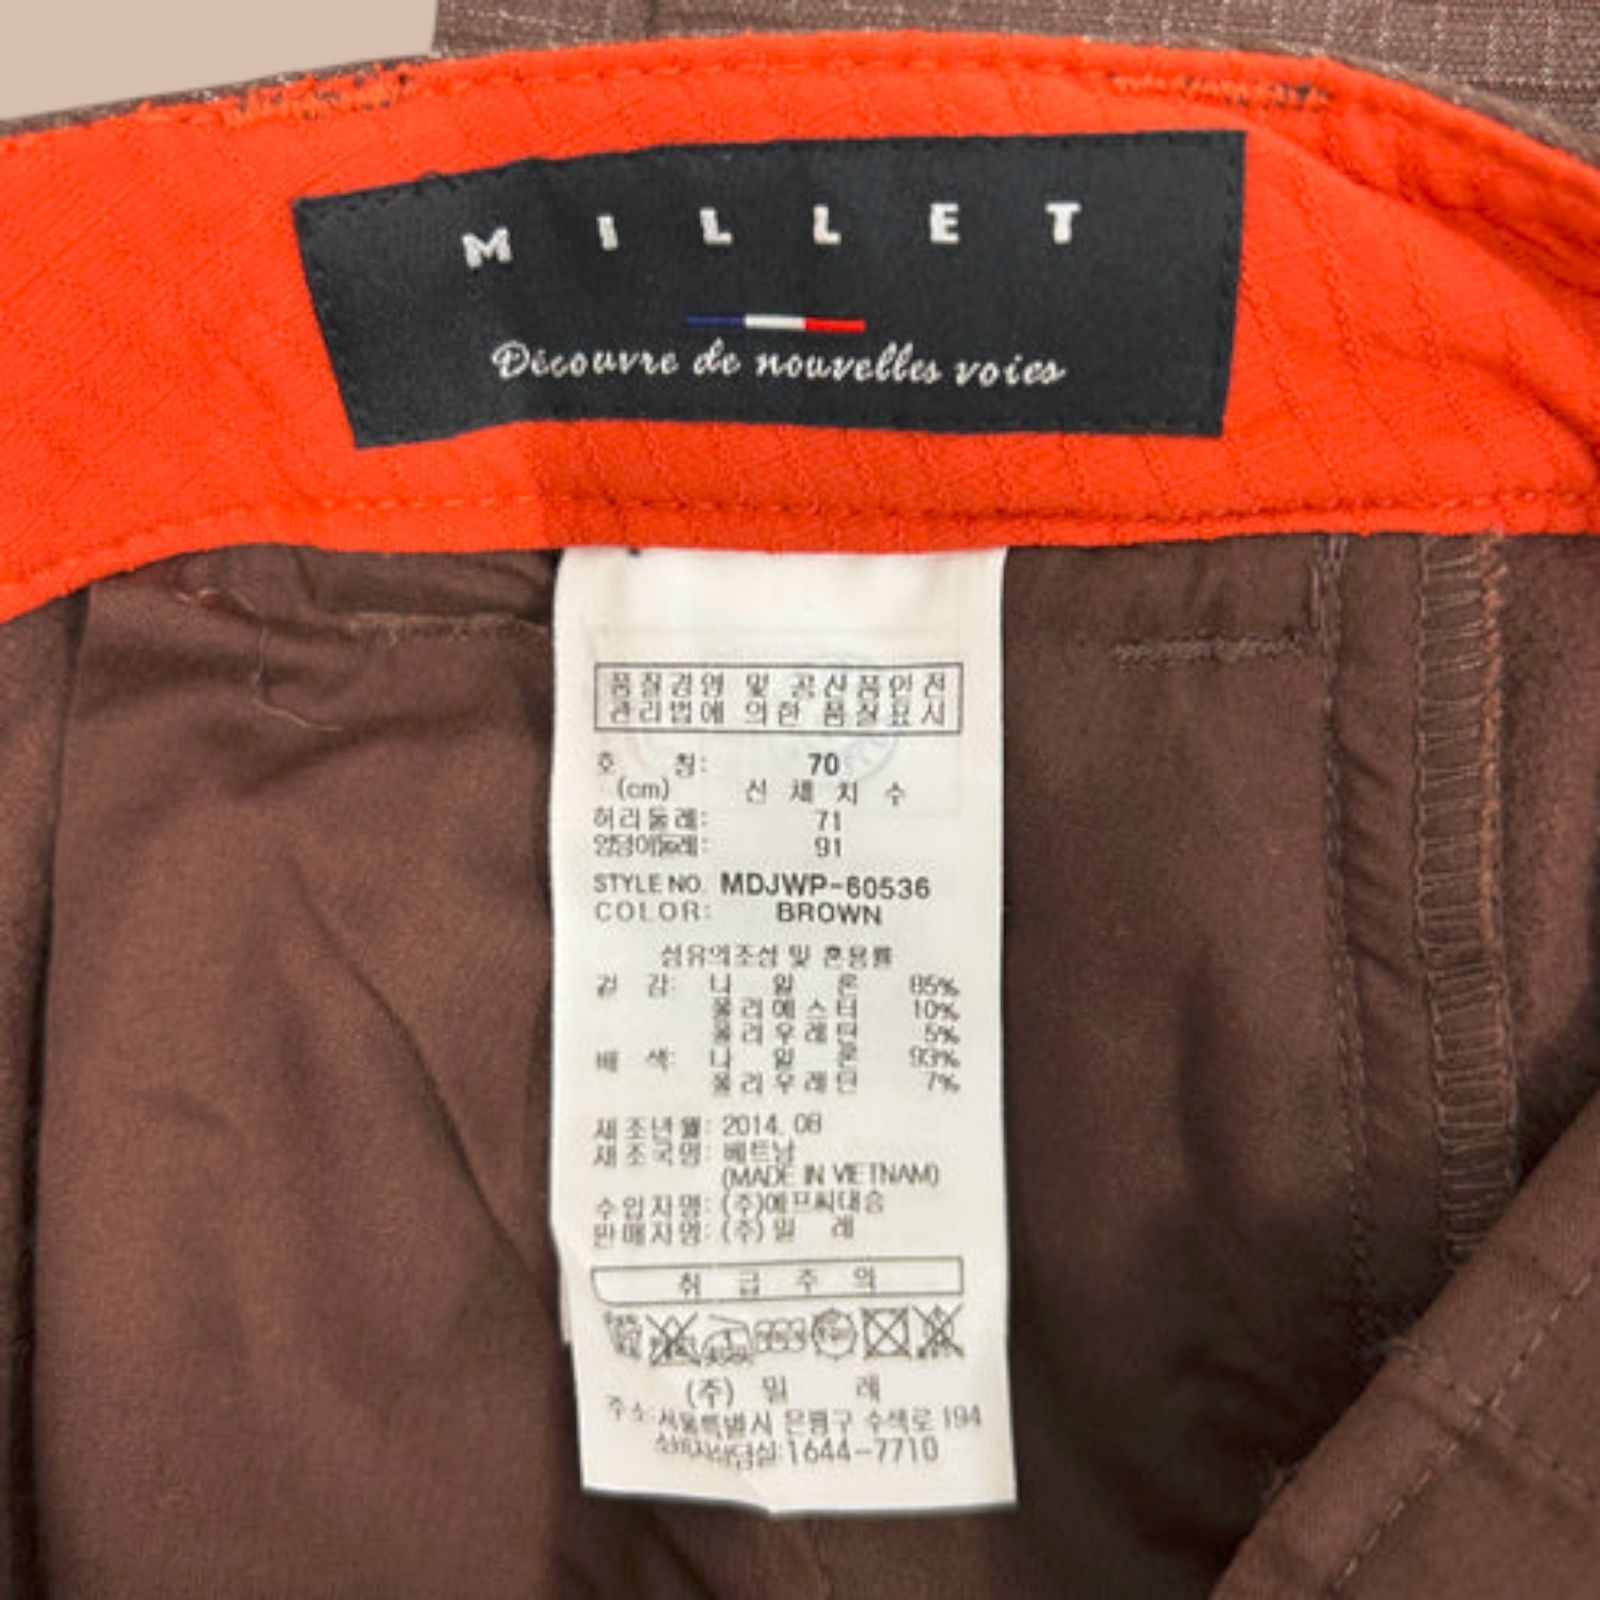 MILLET
Découvre de nouvelles voies
품질경영 및 공산품안전
관리법에 의한 품질표시
호 칭: 70
(cm) 신 체 치 수
허리둘레: 71
엉덩이둘레: 91
STYLE NO. MDJWP-60536
COLOR: BROWN
섬유의조성 및 혼용률
겉 감: 나 일 론 85%
폴리에스터 10%
폴리우레탄 5%
배 색: 나 일 론 93%
폴리우레탄 7%
제조년월: 2014. 08
제조국명: 베트남
(MADE IN VIETNAM)
수입자명: (주)에프씨대승
판매자명: (주)밀 레
취 급 주 의
(주) 밀 레
주소:서울특별시 은평구 수색로 194
소비자상담실:1644-7710